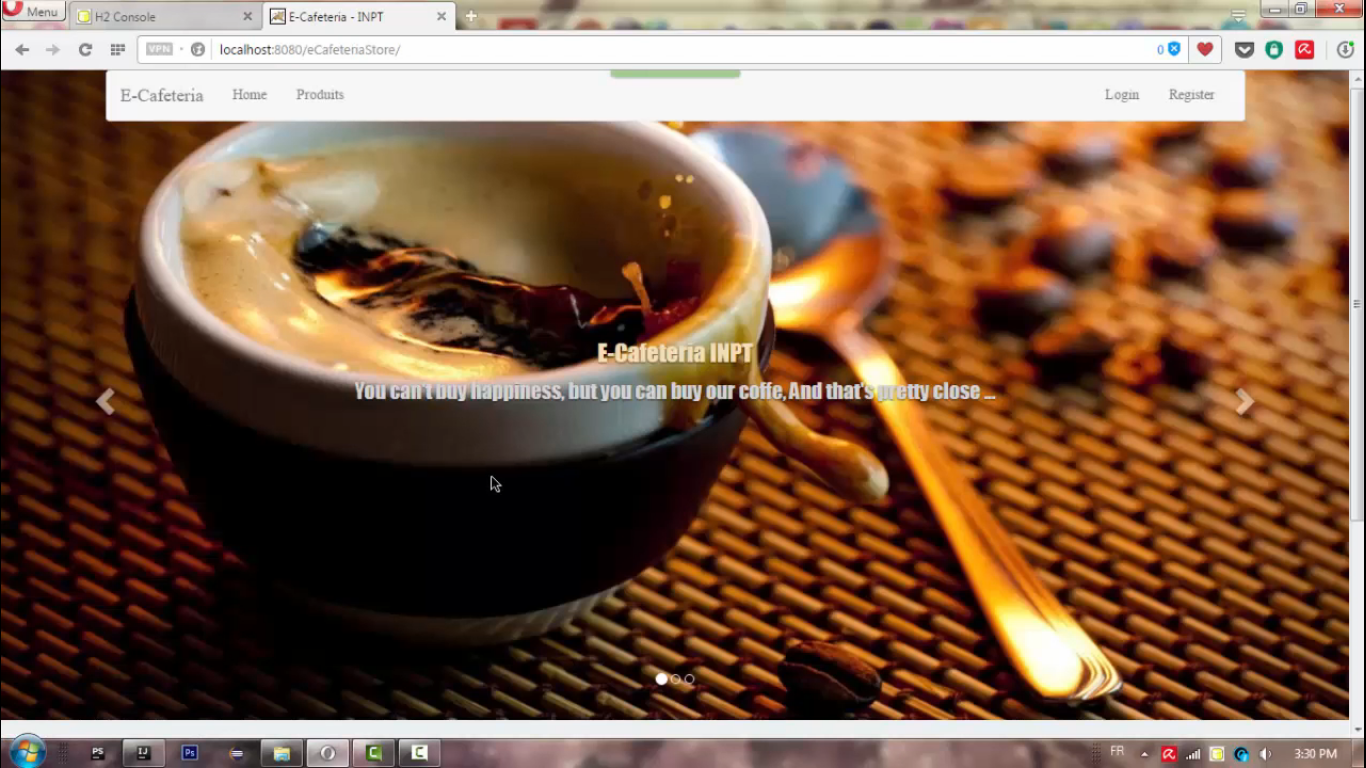 Menu
H2 Console
E-Cafeteria - INPT
VPN
localhost:8080/eCafeteriaStore/
0
E-Cafeteria
Home
Produits
Login
Register
E-Cafeteria INPT
You can't buy happiness, but you can buy our coffe,And that's pretty close ...
PS
IJ
Ps
C
C
FR
3:30 PM